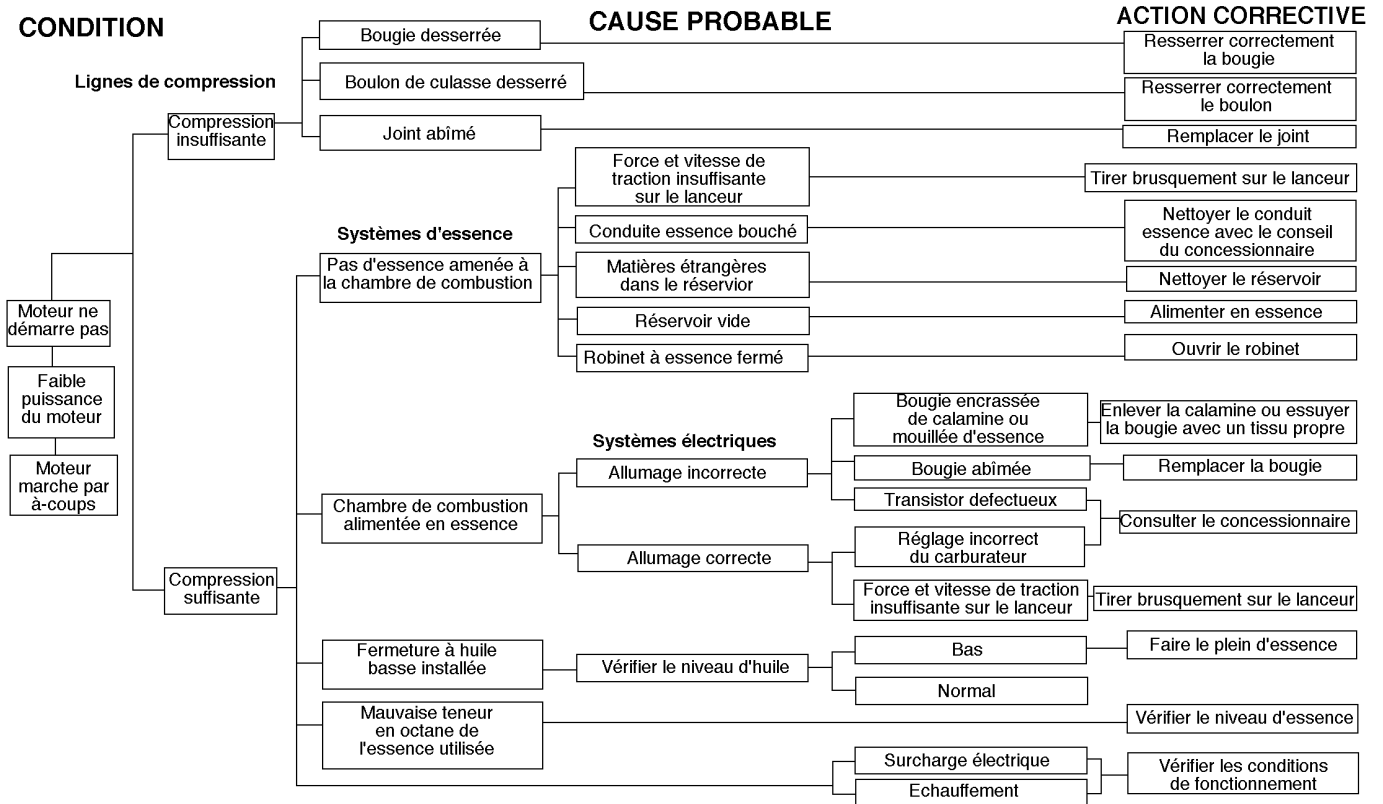 CONDITION
CAUSE PROBABLE
ACTION CORRECTIVE
Lignes de compression
Compression
insuffisante
Bougie desserrée
Resserrer correctement
la bougie
Boulon de culasse desserré
Resserrer correctement
le boulon
Joint abîmé
Remplacer le joint
Moteur ne
démarre pas
Faible
puissance
du moteur
Moteur
marche par
à-coups
Systèmes d'essence
Pas d'essence amenée à
la chambre de combustion
Force et vitesse de
traction insuffisante
sur le lanceur
Tirer brusquement sur le lanceur
Conduite essence bouché
Nettoyer le conduit
essence avec le conseil
du concessionnaire
Matières étrangères
dans le réservior
Nettoyer le réservoir
Réservoir vide
Alimenter en essence
Robinet à essence fermé
Ouvrir le robinet
Compression
suffisante
Chambre de combustion
alimentée en essence
Systèmes électriques
Allumage incorrecte
Bougie encrassée
de calamine ou
mouillée d'essence
Enlever la calamine ou essuyer
la bougie avec un tissu propre
Bougie abîmée
Remplacer la bougie
Transistor defectueux
Consulter le concessionnaire
Allumage correcte
Réglage incorrect
du carburateur
Force et vitesse de traction
insuffisante sur le lanceur
Tirer brusquement sur le lanceur
Fermeture à huile
basse installée
Vérifier le niveau d'huile
Bas
Faire le plein d'essence
Normal
Mauvaise teneur
en octane de
l'essence utilisée
Vérifier le niveau d'essence
Surcharge électrique
Echauffement
Vérifier les conditions
de fonctionnement